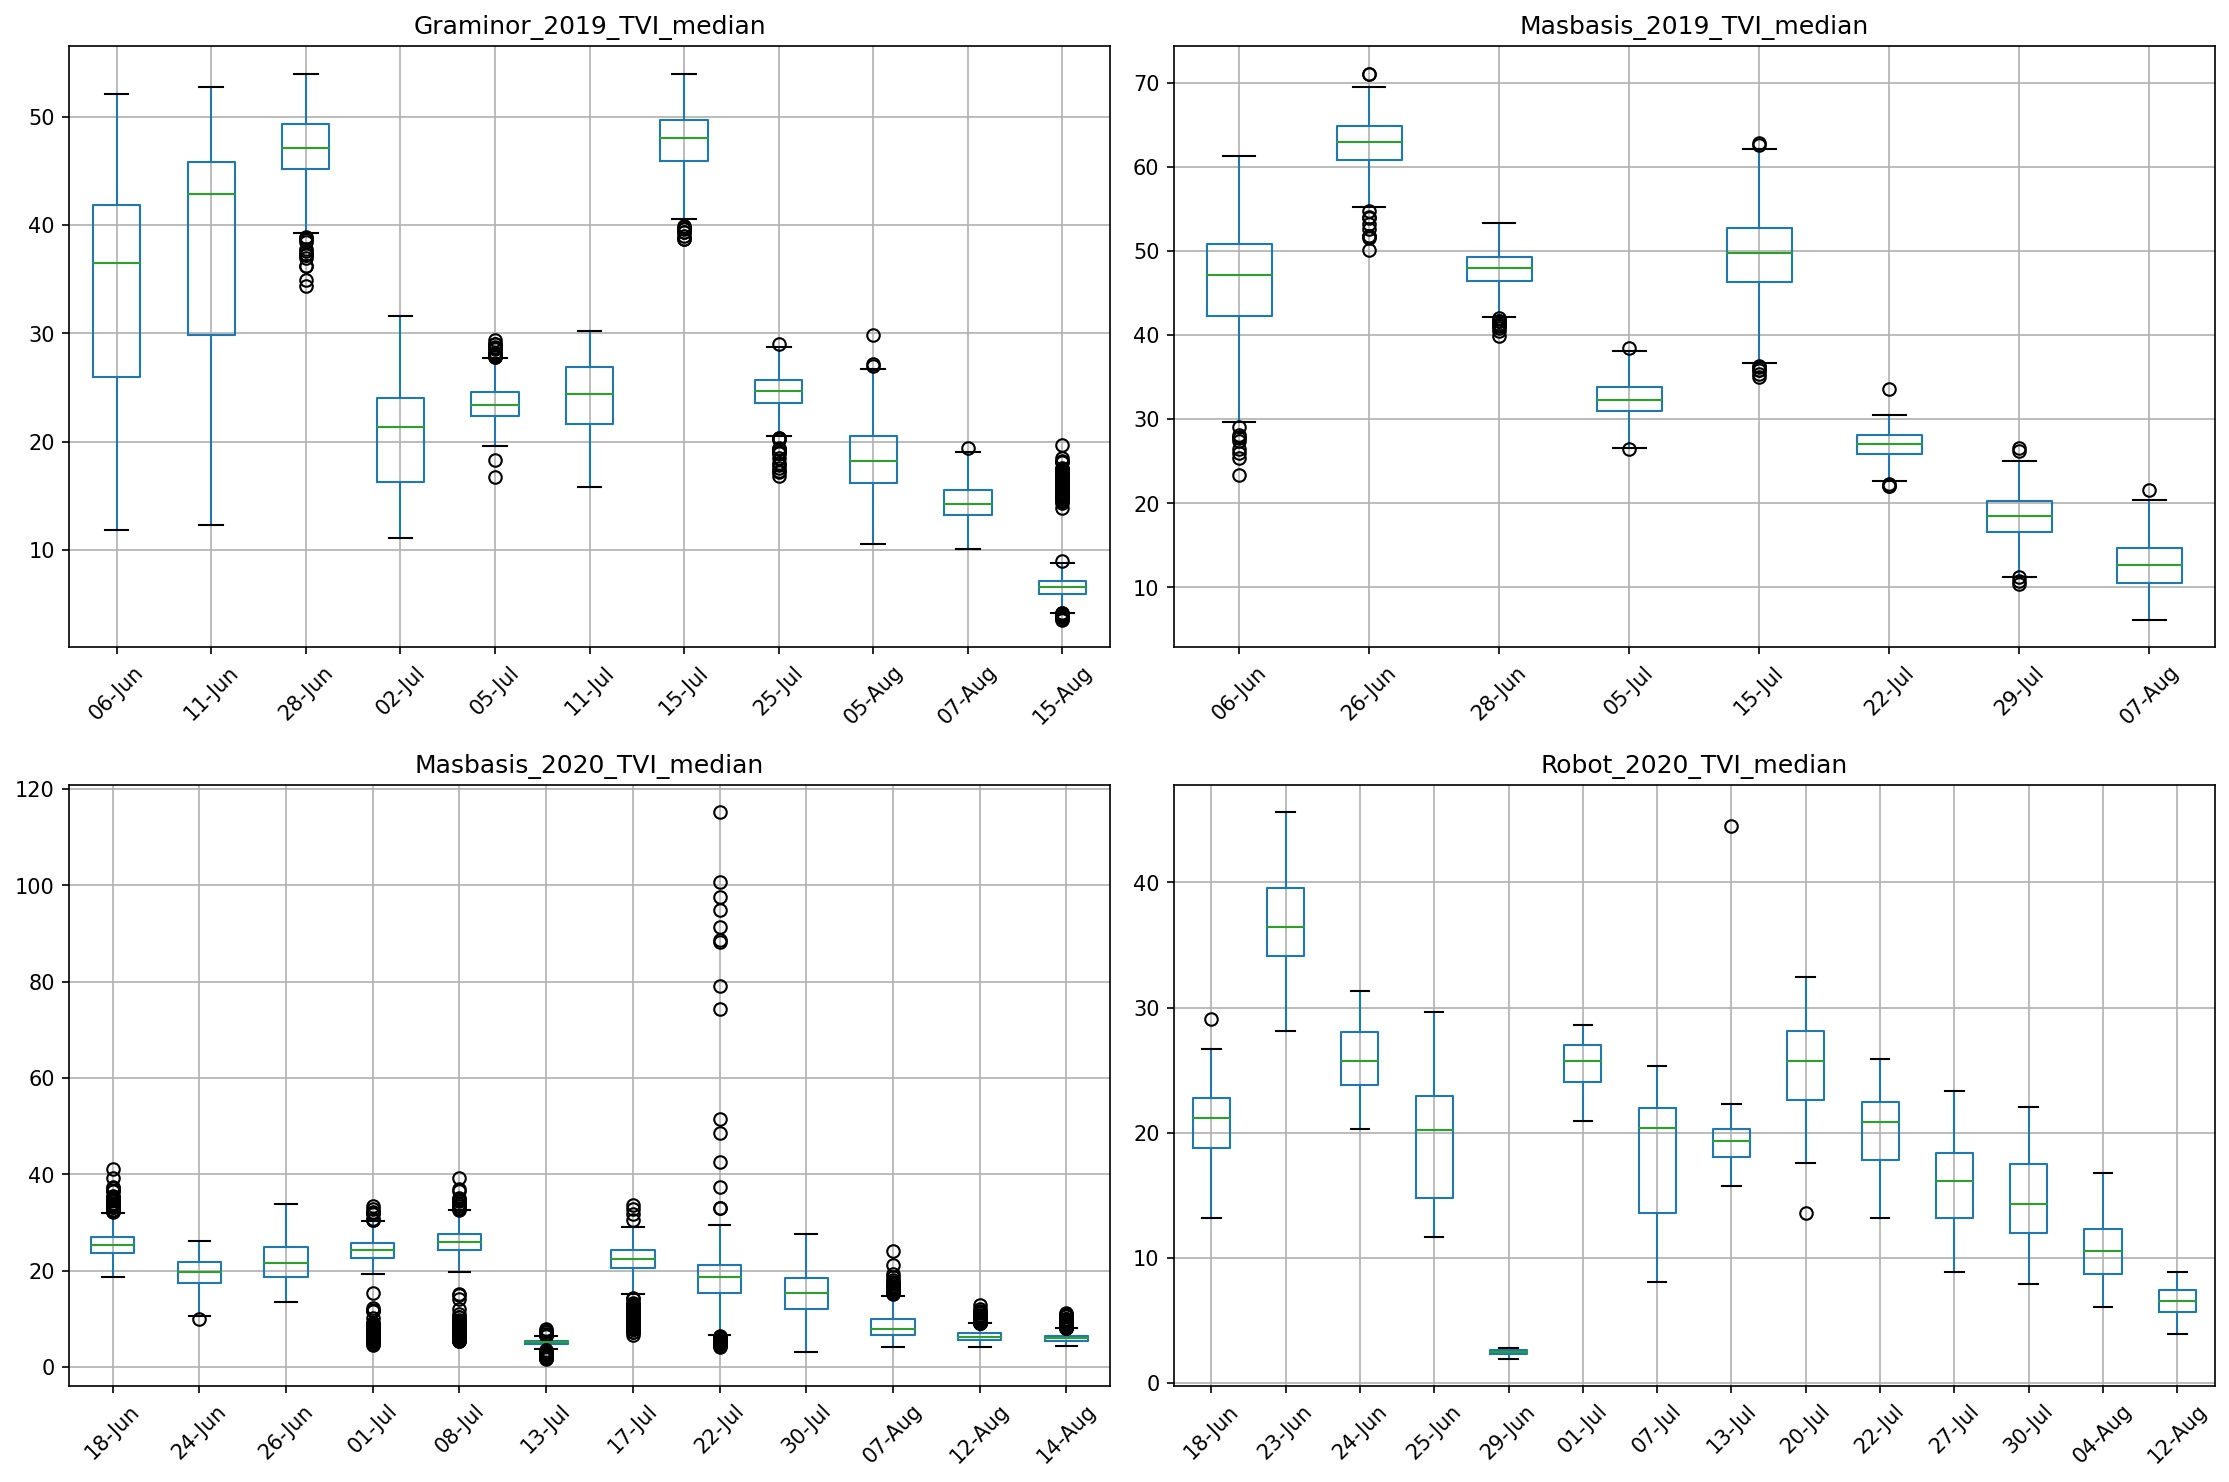 Graminor_2019_TVI_median
50
40
30
20
10
06-Jun
11-Jun
28-Jun
02-Jul
05-Jul
11-Jul
15-Jul
25-Jul
05-Aug
07-Aug
15-Aug
Masbasis_2019_TVI_median
70
60
50
40
30
20
10
06-Jun
26-Jun
28-Jun
05-Jul
15-Jul
22-Jul
29-Jul
07-Aug
Masbasis_2020_TVI_median
120
100
80
60
40
20
0
18-Jun
24-Jun
26-Jun
01-Jul
08-Jul
13-Jul
17-Jul
22-Jul
30-Jul
07-Aug
12-Aug
14-Aug
Robot_2020_TVI_median
40
30
20
10
0
18-Jun
23-Jun
24-Jun
25-Jun
29-Jun
01-Jul
07-Jul
13-Jul
20-Jul
22-Jul
27-Jul
30-Jul
04-Aug
12-Aug